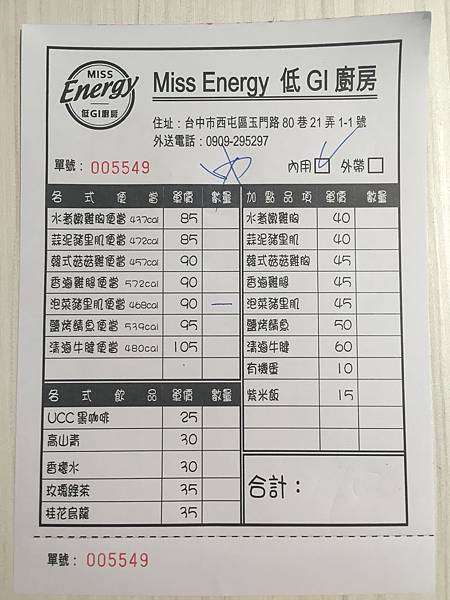 MISS
Energy
低GI廚房
Miss Energy 低GI廚房
住址：台中市西屯區玉門路80巷21弄1-1號
外送電話：0909-295297
單號：005549
內用 外帶
各式便當 單價 數量 加點品項 單價 數量
水煮嫩雞胸便當 437cal 85 水煮嫩雞胸 40
蒜泥豬里肌便當 472cal 85 蒜泥豬里肌 40
韓式菇菇雞便當 457cal 90 韓式菇菇雞 45
香滷雞腿便當 572cal 90 香滷雞腿 45
泡菜豬里肌便當 468cal 90 一 泡菜豬里肌 45
鹽烤鯖魚便當 539cal 95 鹽烤鯖魚 50
清滷牛腱便當 480cal 105 清滷牛腱 60
有機蛋 10
各式飲品 單價 數量 紫米飯 15
UCC黑咖啡 25
高山青 30
香檬水 30
玫瑰綠茶 35
桂花烏龍 35
合計：
單號：005549